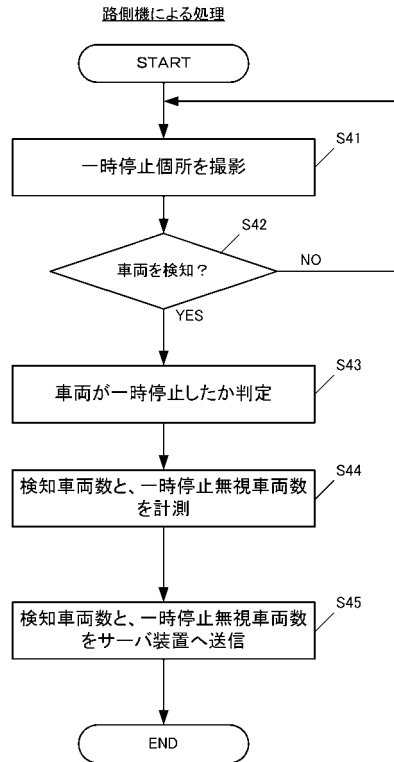 路側機による処理
START
S41
一時停止個所を撮影
S42
車両を検知？
NO
YES
S43
車両が一時停止したか判定
S44
検知車両数と、一時停止無視車両数
を計測
S45
検知車両数と、一時停止無視車両数
をサーバ装置へ送信
END